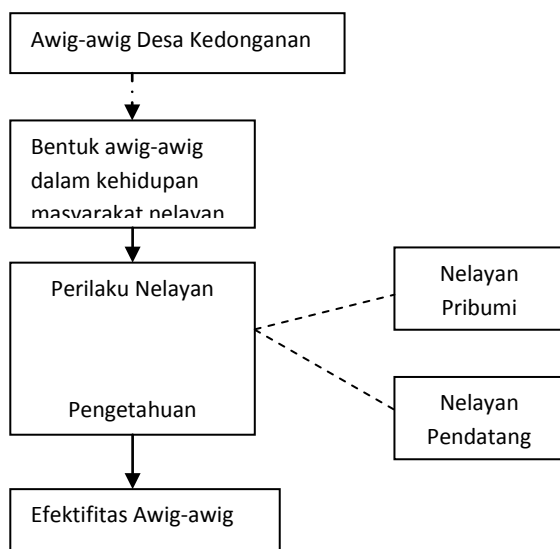 Awig-awig Desa Kedonganan
Bentuk awig-awig
dalam kehidupan
masyarakat nelayan
Perilaku Nelayan
Pengetahuan
Nelayan
Pribumi
Nelayan
Pendatang
Efektifitas Awig-awig